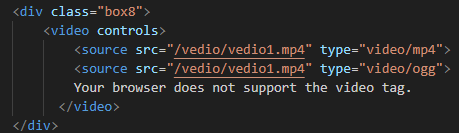 <div class="box8">
<video controls>
<source src="/vedio/vedio1.mp4" type="video/mp4">
<source src="/vedio/vedio1.mp4" type="video/ogg">
Your browser does not support the video tag.
</video>
</div>